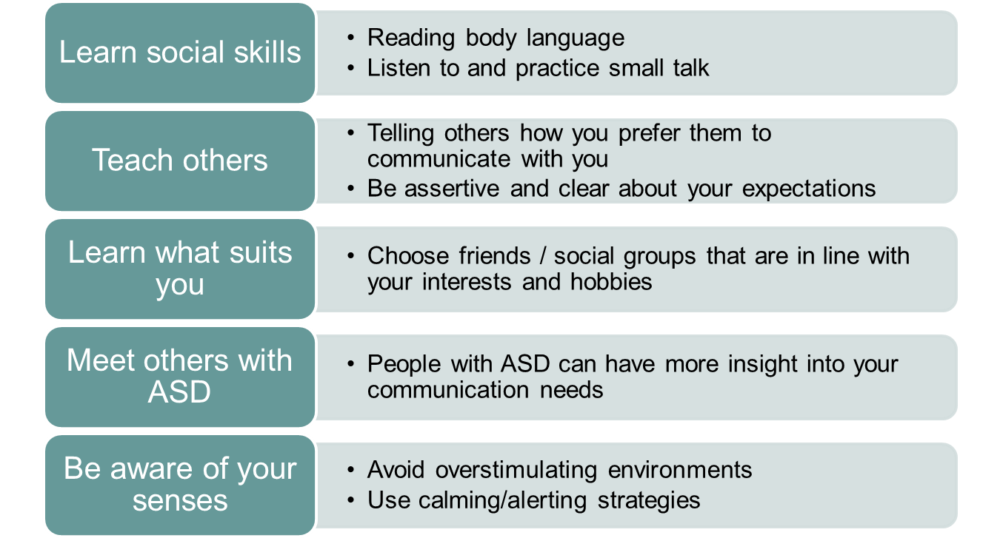 Learn social skills
• Reading body language
• Listen to and practice small talk
Teach others
• Telling others how you prefer them to
communicate with you
• Be assertive and clear about your expectations
Learn what suits
you
• Choose friends / social groups that are in line with
your interests and hobbies
Meet others with
ASD
• People with ASD can have more insight into your
communication needs
Be aware of your
senses
• Avoid overstimulating environments
• Use calming/alerting strategies